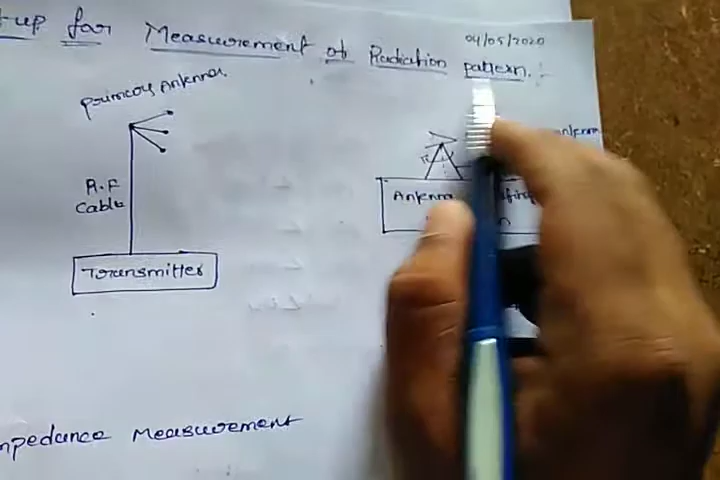 04/05/2020
-up for Measurement of Radiation pattern :-
primary Antenna
R.F
Cable
Antenna
Transmitter
mpedance Measurement